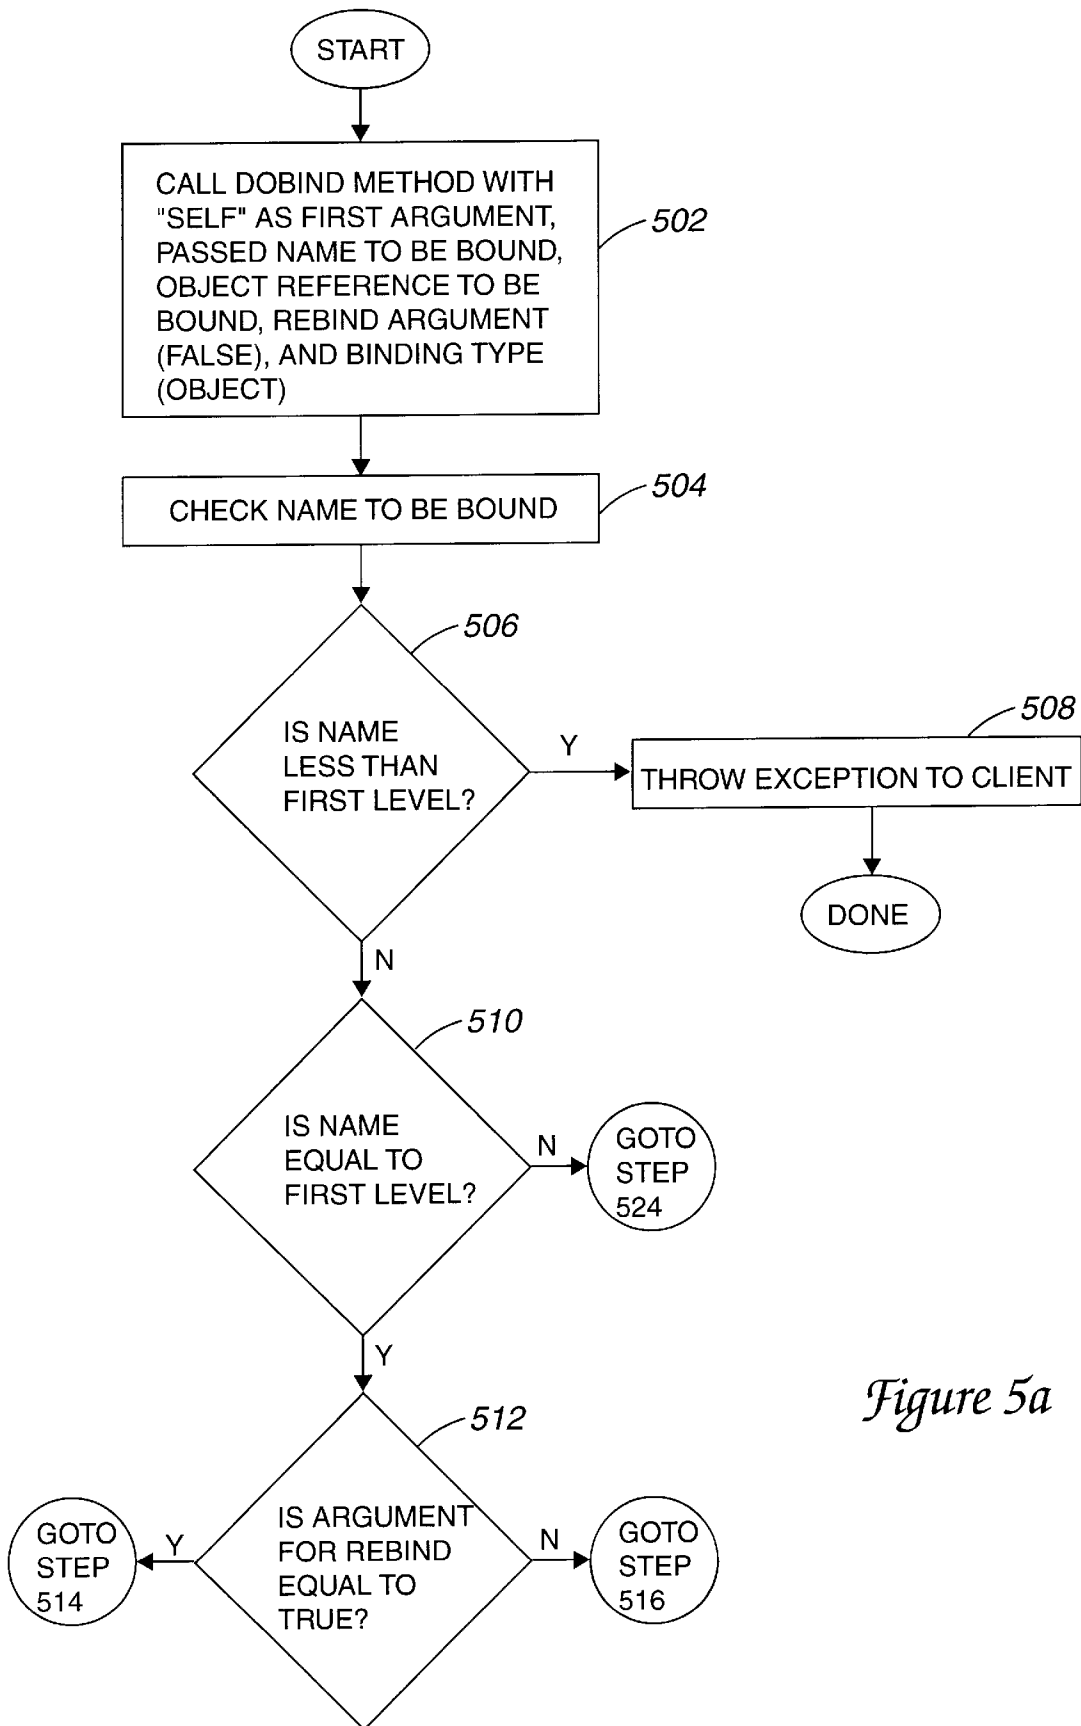 START
CALL DOBIND METHOD WITH
"SELF" AS FIRST ARGUMENT,
PASSED NAME TO BE BOUND,
OBJECT REFERENCE TO BE
BOUND, REBIND ARGUMENT
(FALSE), AND BINDING TYPE
(OBJECT)
502
CHECK NAME TO BE BOUND
504
506
IS NAME
LESS THAN
FIRST LEVEL?
Y
508
THROW EXCEPTION TO CLIENT
DONE
N
510
IS NAME
EQUAL TO
FIRST LEVEL?
N
GOTO
STEP
524
Y
Figure 5a
512
IS ARGUMENT
FOR REBIND
EQUAL TO
TRUE?
Y
GOTO
STEP
514
N
GOTO
STEP
516